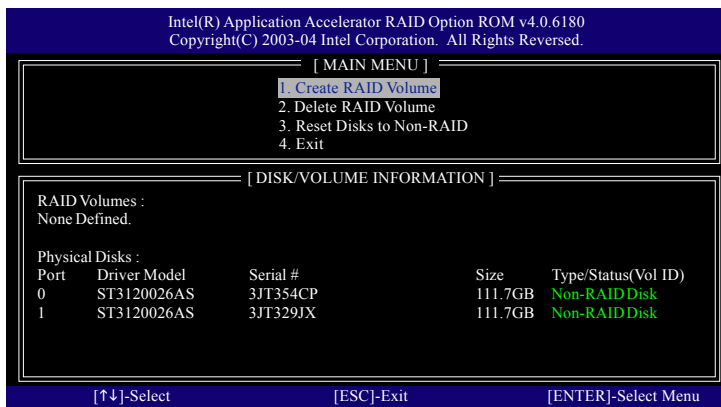 Intel(R) Application Accelerator RAID Option ROM v4.0.6180
Copyright(C) 2003-04 Intel Corporation. All Rights Reversed.
[ MAIN MENU ]
1. Create RAID Volume
2. Delete RAID Volume
3. Reset Disks to Non-RAID
4. Exit
[ DISK/VOLUME INFORMATION ]
RAID Volumes :
None Defined.
Physical Disks :
Port Driver Model Serial # Size Type/Status(Vol ID)
0 ST3120026AS 3JT354CP 111.7GB Non-RAID Disk
1 ST3120026AS 3JT329JX 111.7GB Non-RAID Disk
[↑↓]-Select [ESC]-Exit [ENTER]-Select Menu